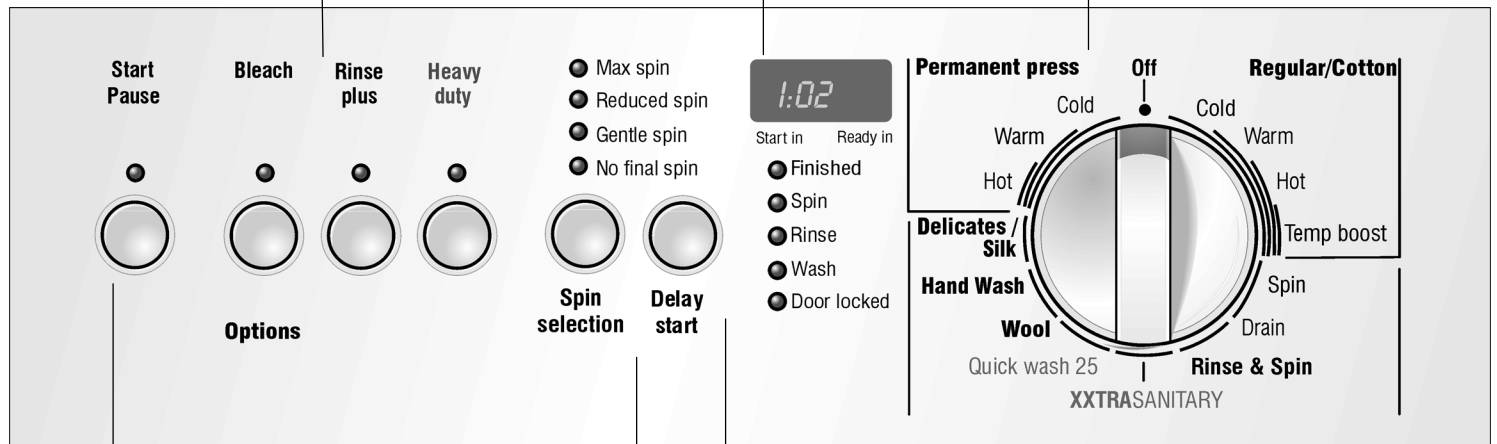 Start
Pause
Bleach
Rinse
plus
Heavy
duty
Max spin
Reduced spin
Gentle spin
No final spin
Options
Spin
selection
Delay
start
1:02
Start in Ready in
Finished
Spin
Rinse
Wash
Door locked
Permanent press
Off
Regular/Cotton
Cold
Warm
Hot
Delicates /
Silk
Hand Wash
Wool
Quick wash 25
XXTRASANITARY
Cold
Warm
Hot
Temp boost
Spin
Drain
Rinse & Spin